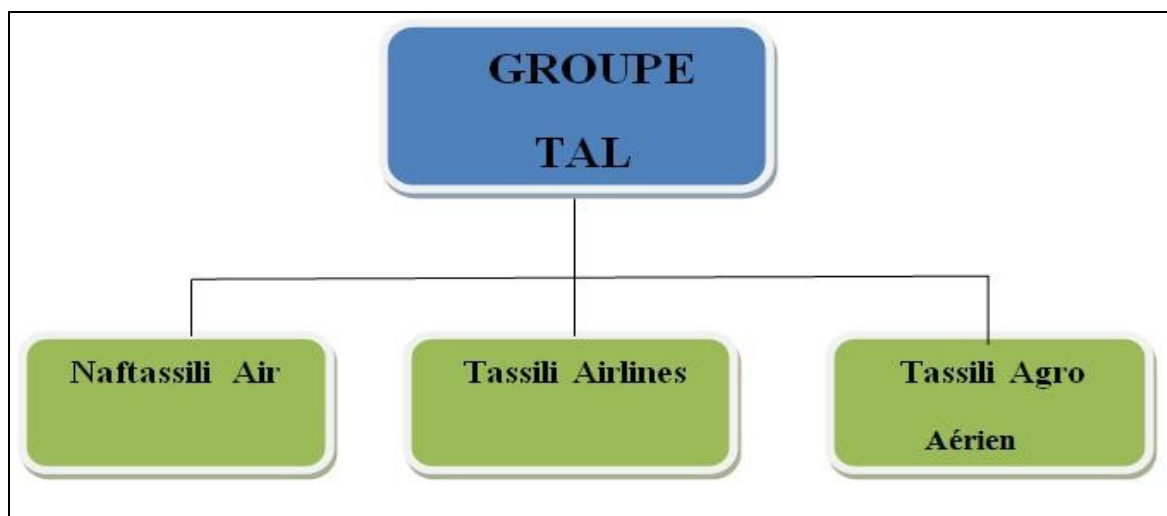 GROUPE
TAL
Naftassili Air
Tassili Airlines
Tassili Agro
Aérien